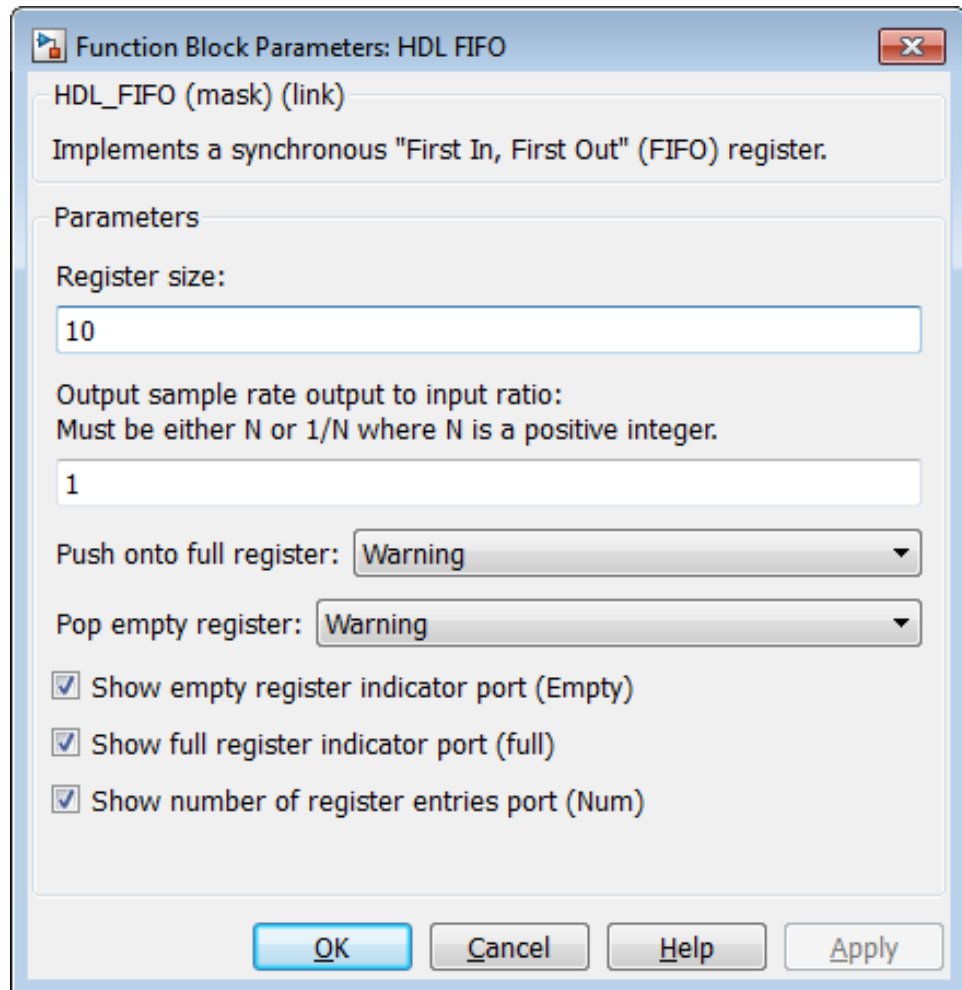 Function Block Parameters: HDL FIFO
HDL_FIFO (mask) (link)
Implements a synchronous "First In, First Out" (FIFO) register.
Parameters
Register size:
10
Output sample rate output to input ratio:
Must be either N or 1/N where N is a positive integer.
1
Push onto full register: Warning
Pop empty register: Warning
Show empty register indicator port (Empty)
Show full register indicator port (full)
Show number of register entries port (Num)
OK Cancel Help Apply